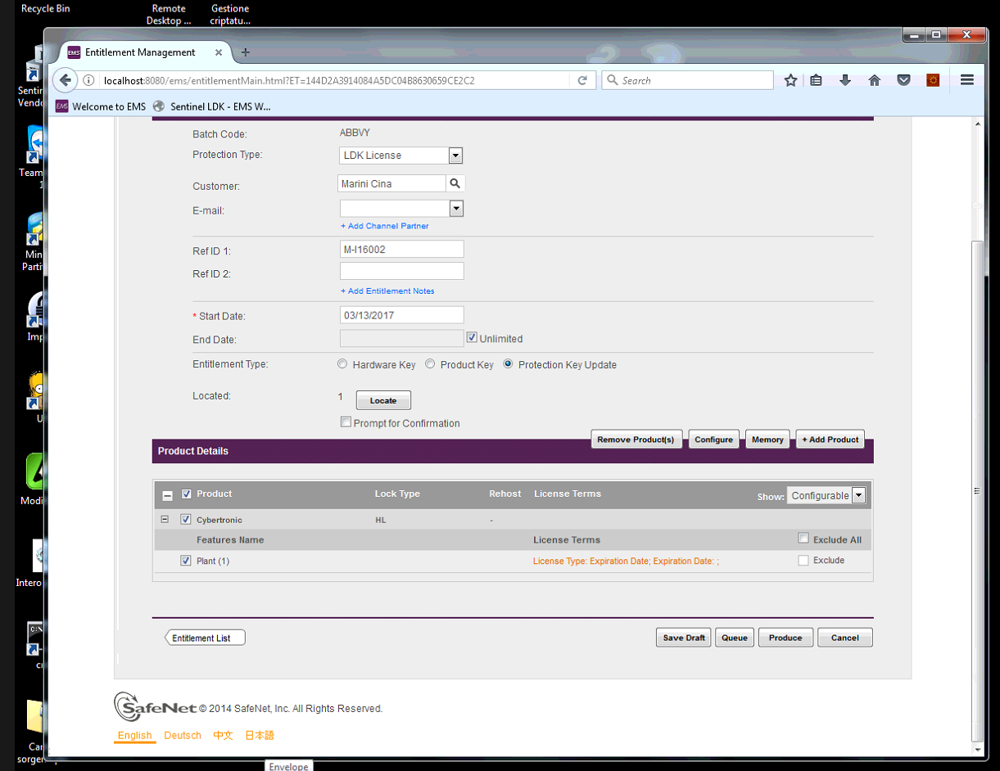 Recycle Bin
Remote
Desktop ...
Gestione
criptatu...
EMS Entitlement Management
localhost:8080/ems/entitlementMain.html?ET=144D2A3914084A5DC04B8630659CE2C2
Search
EMS Welcome to EMS Sentinel LDK - EMS W...
Batch Code: ABBVY
Protection Type: LDK License
Customer: Marini Cina
E-mail:
+ Add Channel Partner
Ref ID 1: M-I16002
Ref ID 2:
+ Add Entitlement Notes
* Start Date: 03/13/2017
End Date: Unlimited
Entitlement Type: Hardware Key Product Key Protection Key Update
Located: 1 Locate
Prompt for Confirmation
Remove Product(s) Configure Memory + Add Product
Product Details
Product Lock Type Rehost License Terms Show: Configurable
Cybertronic HL -
Features Name License Terms Exclude All
Plant (1) License Type: Expiration Date; Expiration Date: ; Exclude
Entitlement List Save Draft Queue Produce Cancel
SafeNet © 2014 SafeNet, Inc. All Rights Reserved.
English Deutsch 中文 日本語
Envelope
Sentin
Vendo
Team
1
Min
Parti
Imp
U
Modi
Intero
C:\
Car
sorger